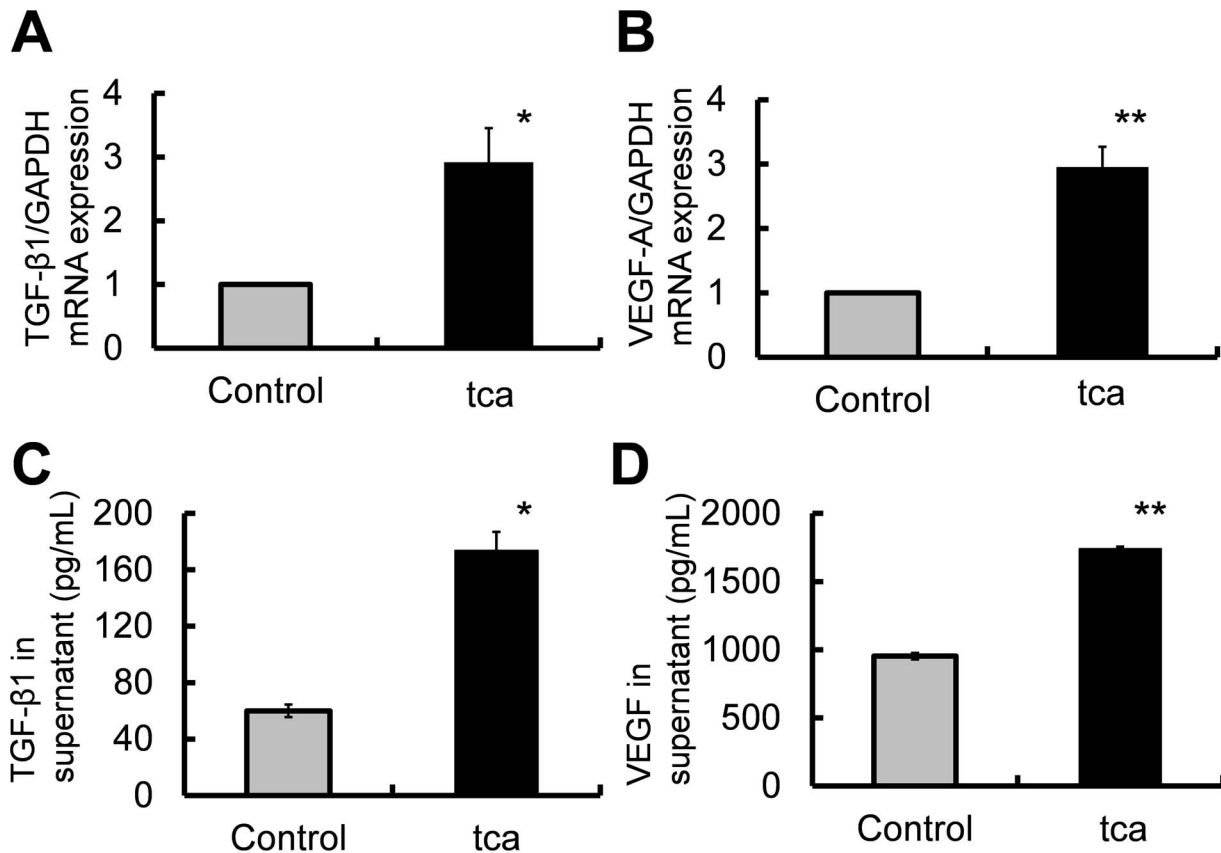 A
TGF-β1/GAPDH
mRNA expression
4
3
2
1
0
*
Control
tca
B
VEGF-A/GAPDH
mRNA expression
4
3
2
1
0
**
Control
tca
C
TGF-β1 in
supernatant (pg/mL)
200
160
120
80
40
0
*
Control
tca
D
VEGF in
supernatant (pg/mL)
2000
1500
1000
500
0
**
Control
tca